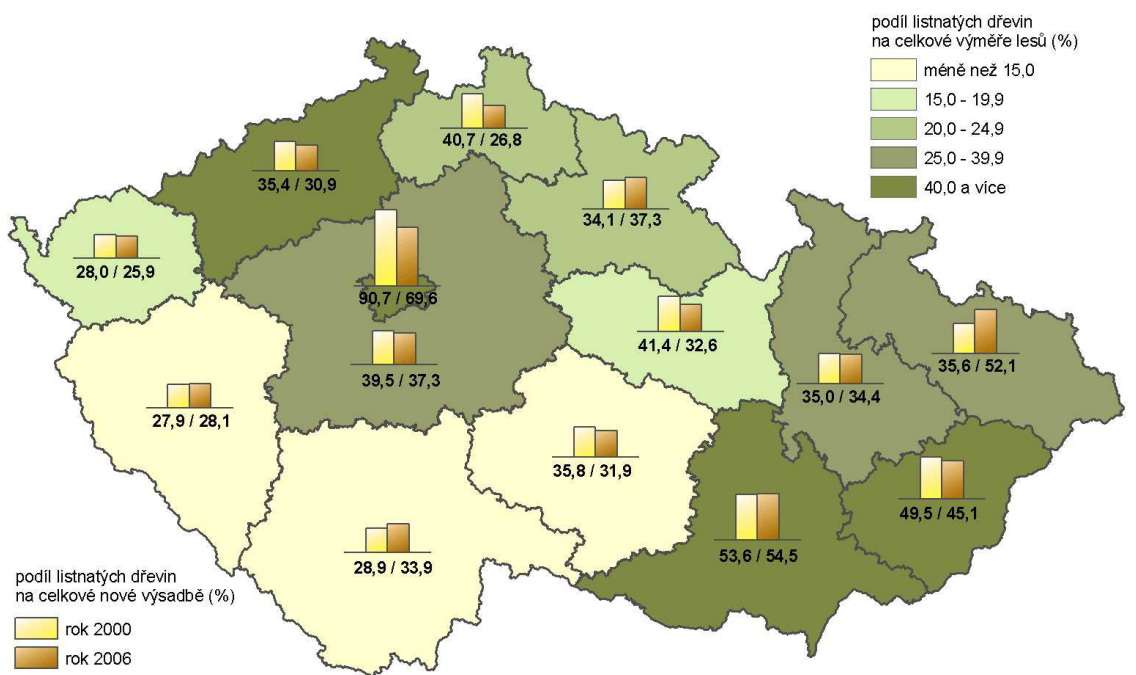 podíl listnatých dřevin
na celkové výměře lesů (%)
méně než 15,0
15,0 - 19,9
20,0 - 24,9
25,0 - 39,9
40,0 a více
40,7 / 26,8
35,4 / 30,9
34,1 / 37,3
28,0 / 25,9
90,7 / 69,6
41,4 / 32,6
35,6 / 52,1
39,5 / 37,3
35,0 / 34,4
27,9 / 28,1
35,8 / 31,9
49,5 / 45,1
53,6 / 54,5
28,9 / 33,9
podíl listnatých dřevin
na celkové nové výsadbě (%)
rok 2000
rok 2006